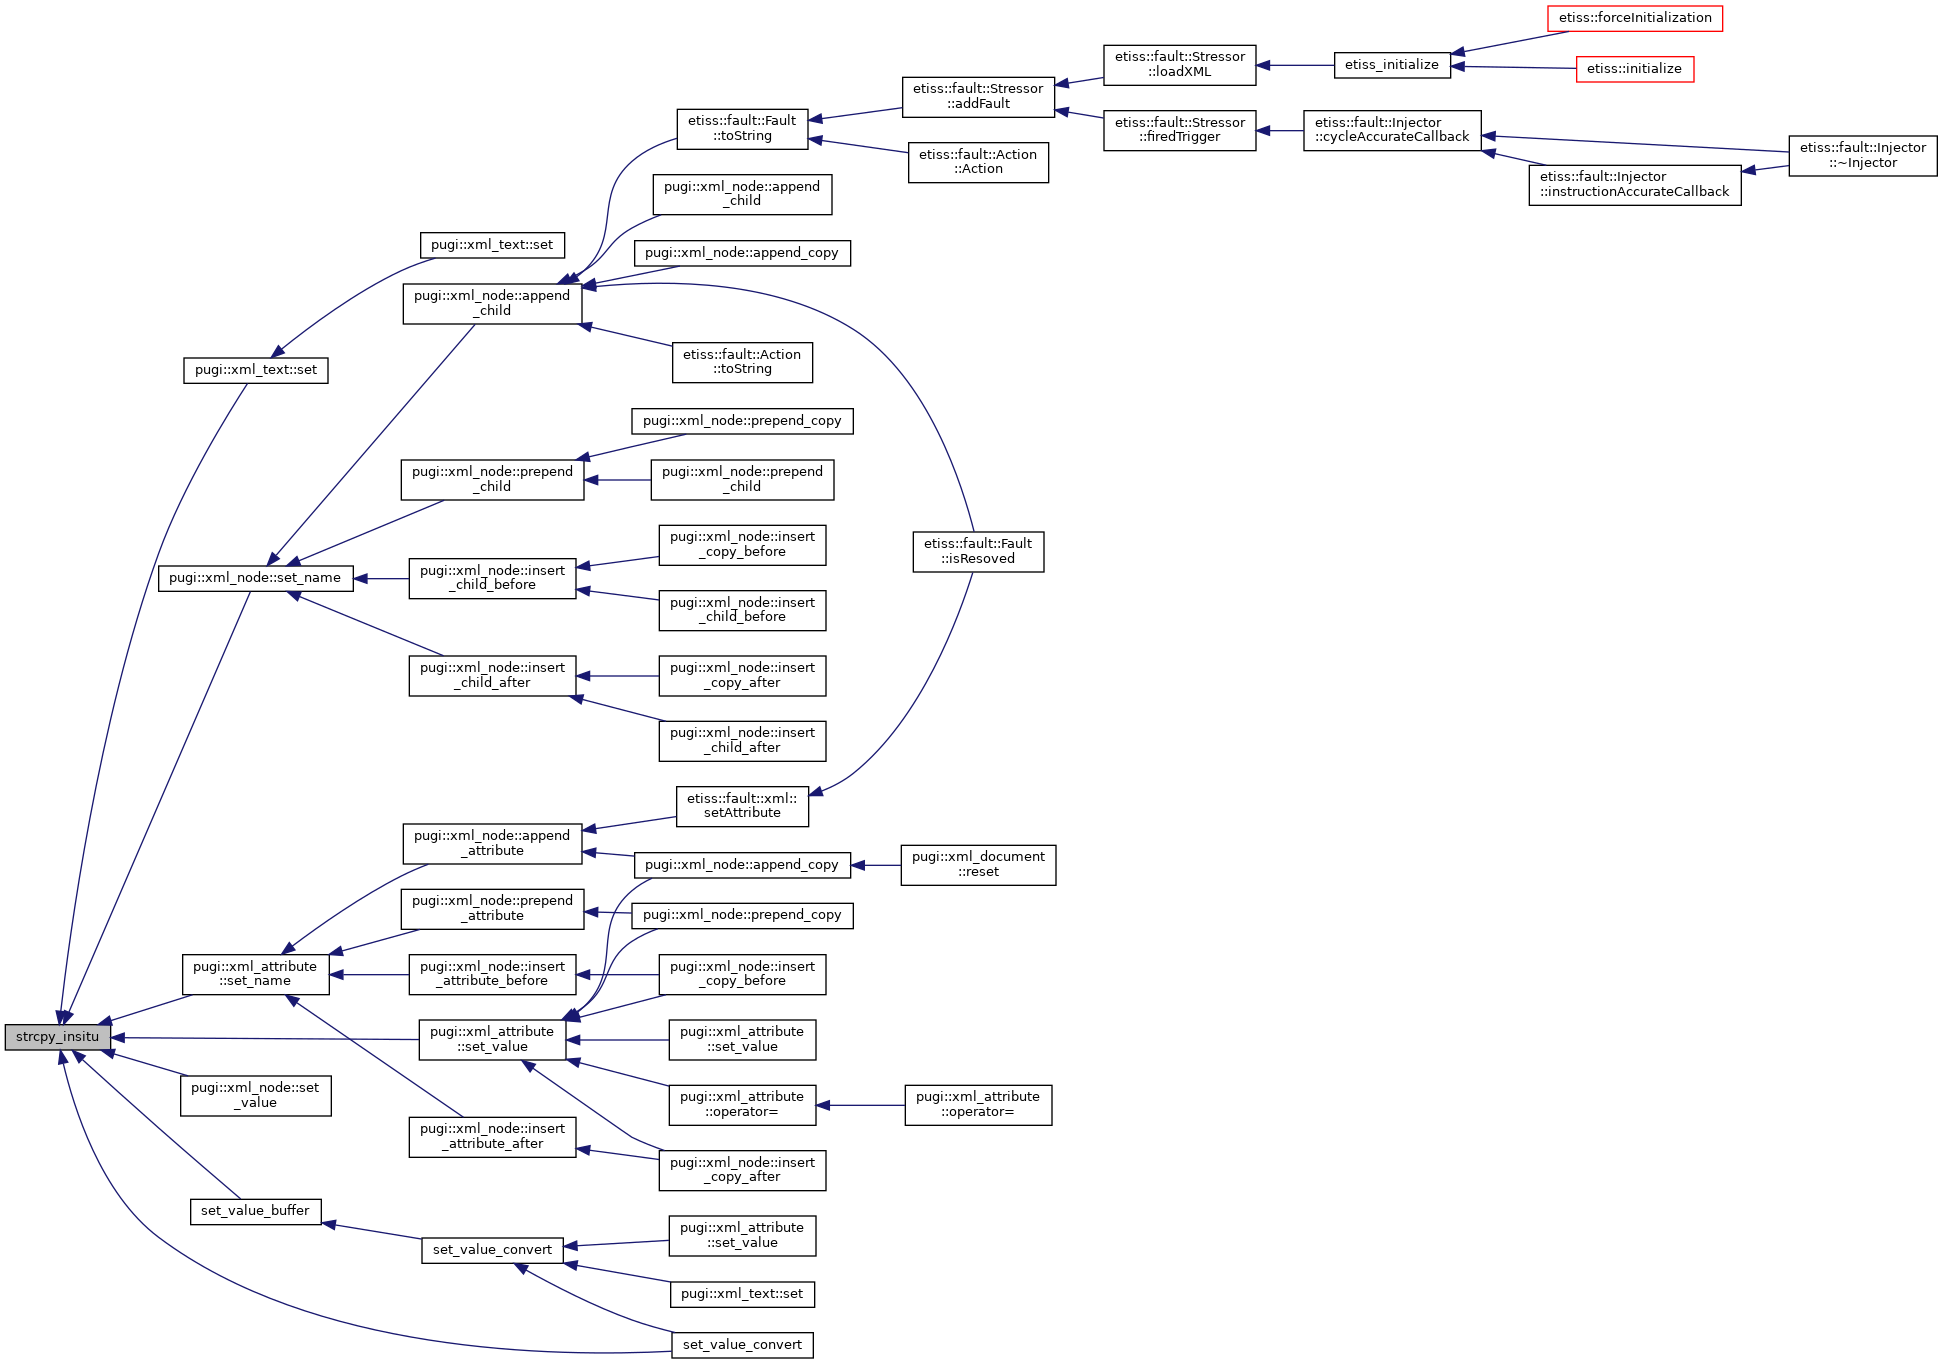 etiss::forceInitialization
etiss::fault::Stressor
::loadXML
etiss_initialize
etiss::initialize
etiss::fault::Stressor
::addFault
etiss::fault::Fault
::toString
etiss::fault::Stressor
::firedTrigger
etiss::fault::Injector
::cycleAccurateCallback
etiss::fault::Injector
::~Injector
etiss::fault::Action
::Action
etiss::fault::Injector
::instructionAccurateCallback
pugi::xml_node::append
_child
pugi::xml_text::set
pugi::xml_node::append_copy
pugi::xml_node::append
_child
etiss::fault::Action
::toString
pugi::xml_text::set
pugi::xml_node::prepend_copy
pugi::xml_node::prepend
_child
pugi::xml_node::prepend
_child
pugi::xml_node::insert
_copy_before
etiss::fault::Fault
::isResoved
pugi::xml_node::set_name
pugi::xml_node::insert
_child_before
pugi::xml_node::insert
_child_before
pugi::xml_node::insert
_child_after
pugi::xml_node::insert
_copy_after
pugi::xml_node::insert
_child_after
etiss::fault::xml::
setAttribute
pugi::xml_node::append
_attribute
pugi::xml_node::append_copy
pugi::xml_document
::reset
pugi::xml_node::prepend
_attribute
pugi::xml_node::prepend_copy
pugi::xml_attribute
::set_name
pugi::xml_node::insert
_attribute_before
pugi::xml_node::insert
_copy_before
strcpy_insitu
pugi::xml_attribute
::set_value
pugi::xml_attribute
::set_value
pugi::xml_node::set
_value
pugi::xml_attribute
::operator=
pugi::xml_attribute
::operator=
pugi::xml_node::insert
_attribute_after
pugi::xml_node::insert
_copy_after
set_value_buffer
set_value_convert
pugi::xml_attribute
::set_value
pugi::xml_text::set
set_value_convert